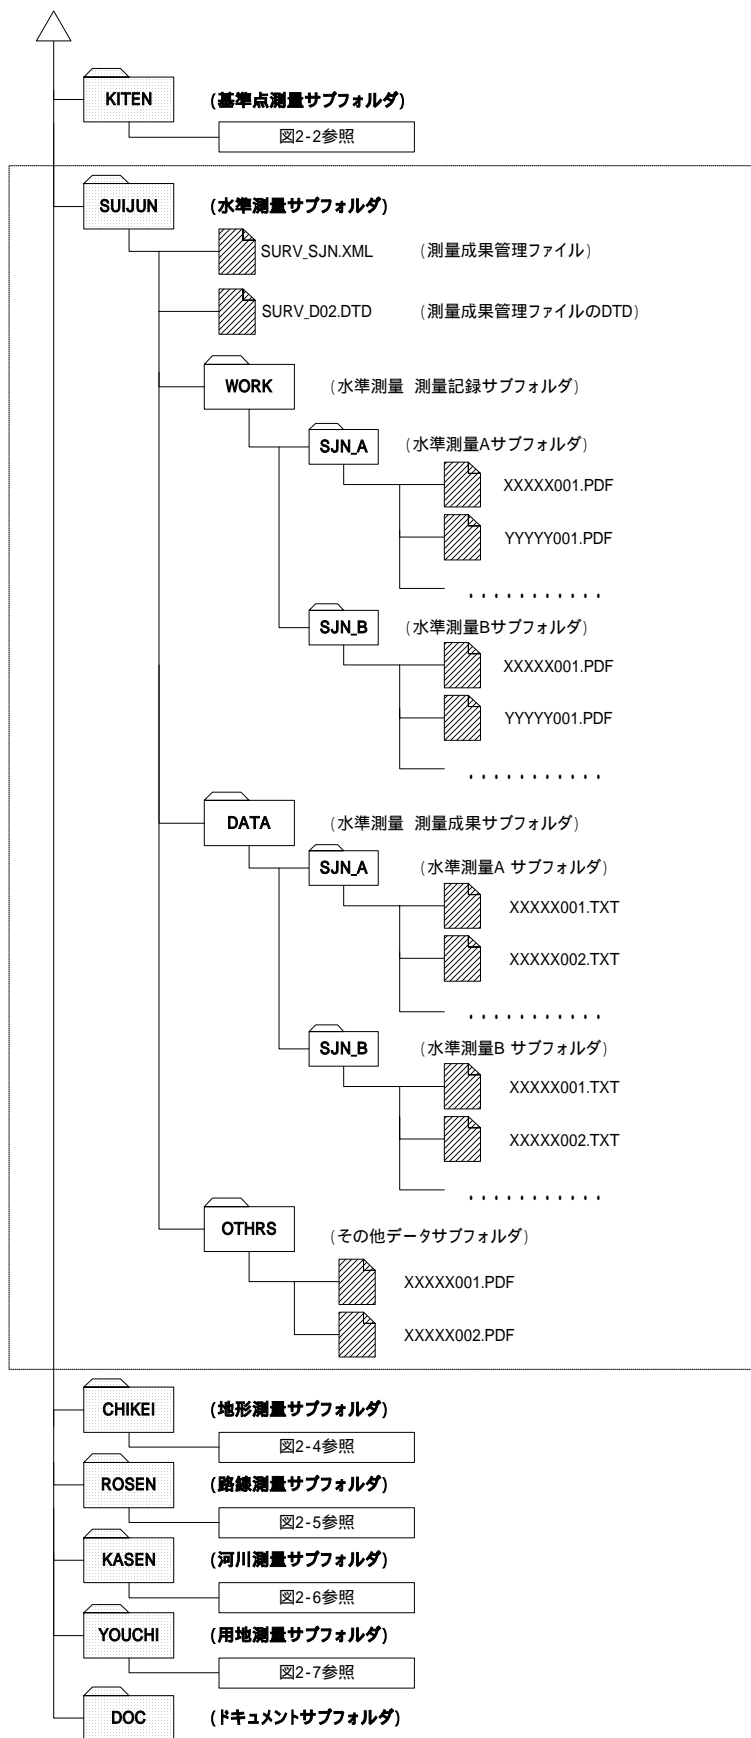 KITEN (基準点測量サブフォルダ)
図2-2参照
SUIJUN (水準測量サブフォルダ)
SURV_SJN.XML (測量成果管理ファイル)
SURV_D02.DTD (測量成果管理ファイルのDTD)
WORK (水準測量 測量記録サブフォルダ)
SJN_A (水準測量Aサブフォルダ)
XXXXX001.PDF
YYYYY001.PDF
...........
SJN_B (水準測量Bサブフォルダ)
XXXXX001.PDF
YYYYY001.PDF
...........
DATA (水準測量 測量成果サブフォルダ)
SJN_A (水準測量A サブフォルダ)
XXXXX001.TXT
XXXXX002.TXT
...........
SJN_B (水準測量B サブフォルダ)
XXXXX001.TXT
XXXXX002.TXT
...........
OTHRS (その他データサブフォルダ)
XXXXX001.PDF
XXXXX002.PDF
CHIKEI (地形測量サブフォルダ)
図2-4参照
ROSEN (路線測量サブフォルダ)
図2-5参照
KASEN (河川測量サブフォルダ)
図2-6参照
YOUCHI (用地測量サブフォルダ)
図2-7参照
DOC (ドキュメントサブフォルダ)